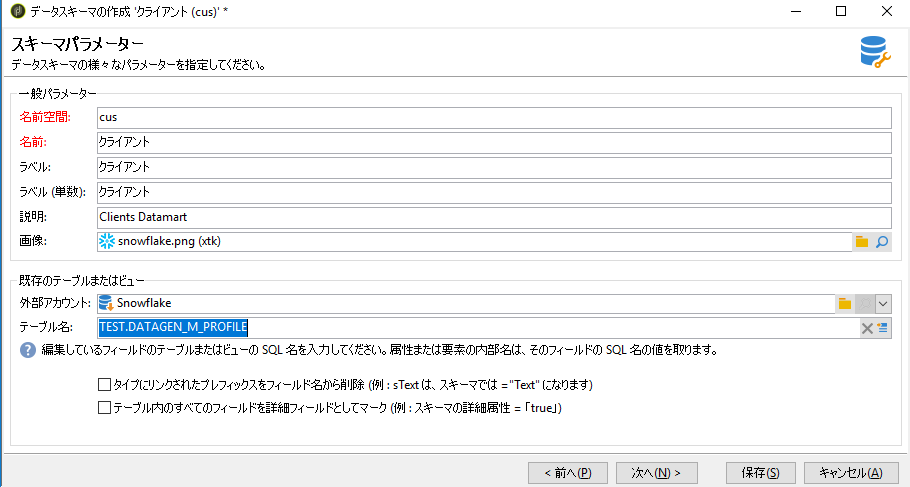 データスキーマの作成 'クライアント (cus)' *
スキーマパラメーター
データスキーマの様々なパラメーターを指定してください。
一般パラメーター
名前空間: cus
名前: クライアント
ラベル: クライアント
ラベル (単数): クライアント
説明: Clients Datamart
画像: snowflake.png (xtk)
既存のテーブルまたはビュー
外部アカウント: Snowflake
テーブル名: TEST.DATAGEN_M_PROFILE
編集しているフィールドのテーブルまたはビューの SQL 名を入力してください。属性または要素の内部名は、そのフィールドの SQL 名の値を取ります。
タイプにリンクされたプレフィックスをフィールド名から削除 (例 : sText は、スキーマでは ="Text" になります)
テーブル内のすべてのフィールドを詳細フィールドとしてマーク (例 : スキーマの詳細属性 = 「true」)
< 前へ(P) 次へ(N) > 保存(S) キャンセル(A)